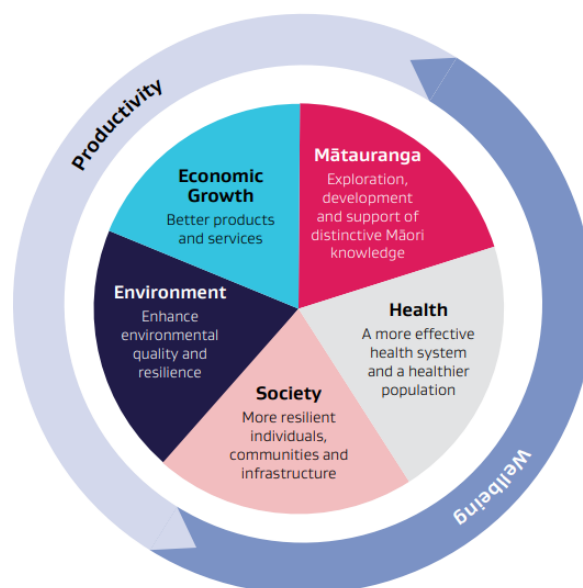 Productivity
Economic
Growth
Better products
and services
Mātauranga
Exploration,
development
and support of
distinctive Māori
knowledge
Environment
Enhance
environmental
quality and
resilience
Health
A more effective
health system
and a healthier
population
Society
More resilient
individuals,
communities and
infrastructure
Wellbeing